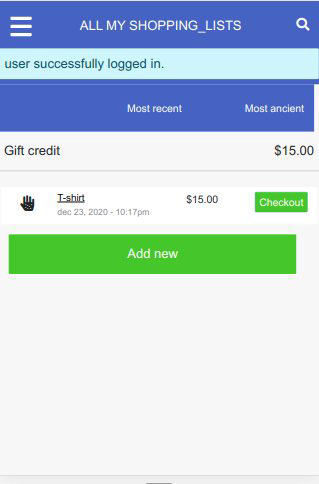 ALL MY SHOPPING_LISTS
user successfully logged in.
Most recent Most ancient
Gift credit $15.00
T-shirt $15.00 Checkout
dec 23, 2020 - 10:17pm
Add new